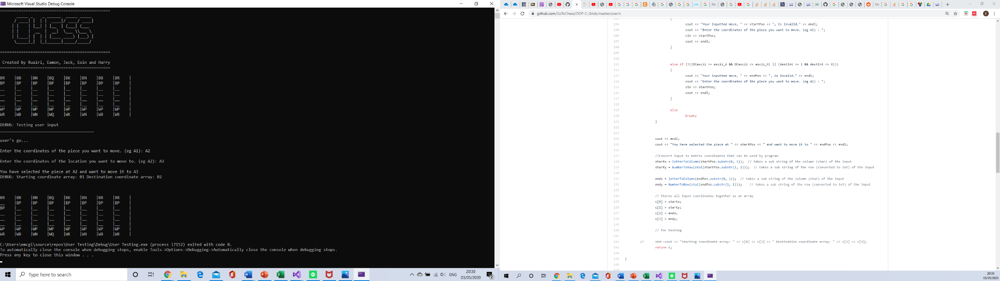 Microsoft Visual Studio Debug Console
CHESS
Created by Ruairi, Eamon, Jack, Eoin and Harry
BR |BB |BN |BQ |BK |BN |BB |BR |
BP |BP |BP |BP |BP |BP |BP |BP |
__ |__ |__ |__ |__ |__ |__ |__ |
__ |__ |__ |__ |__ |__ |__ |__ |
__ |__ |__ |__ |__ |__ |__ |__ |
__ |__ |__ |__ |__ |__ |__ |__ |
WP |WP |WP |WP |WP |WP |WP |WP |
WR |WB |WN |WQ |WK |WN |WB |WR |
DEBUG: Testing user input
user's go...
Enter the coordinates of the piece you want to move. (eg A1): A2
Enter the coordinates of the location you want to move to. (eg A2): A3
You have selected the piece at A2 and want to move it to A3
DEBUG: Starting coordinate array: 01 Destination coordinate array: 02
BR |BB |BN |BQ |BK |BN |BB |BR |
__ |BP |BP |BP |BP |BP |BP |BP |
BP |__ |__ |__ |__ |__ |__ |__ |
__ |__ |__ |__ |__ |__ |__ |__ |
__ |__ |__ |__ |__ |__ |__ |__ |
__ |__ |__ |__ |__ |__ |__ |__ |
WP |WP |WP |WP |WP |WP |WP |WP |
WR |WB |WN |WQ |WK |WN |WB |WR |
C:\Users\emcgi\source\repos\User Testing\Debug\User Testing.exe (process 17152) exited with code 0.
To automatically close the console when debugging stops, enable Tools->Options->Debugging->Automatically close the console when debugging stops.
Press any key to close this window . . .
Type here to search
ENG
20:30
03/05/2020
2
github.com/GoToChess/OOP-C-/blob/master/user.h
E
103 {
104 cout << "Your inputted move, " << startPos << ", is invalid." << endl;
105 cout << "Enter the coordinates of the piece you want to move. (eg A1) : ";
106 cin >> startPos;
107 cout << endl;
108 }
109
110
111 else if (!((DCascii >= ascii_A && DCascii <= ascii_H) || (destInt >= 1 && destInt <= 8)))
112 {
113 cout << "Your inputted move, " << endPos << ", is invalid." << endl;
114 cout << "Enter the coordinates of the piece you want to move. (eg A1) : ";
115 cin >> startPos;
116 cout << endl;
117 }
118
119 else
120 break;
121 }
122
123
124 cout << endl;
125 cout << "You have selected the piece at " << startPos << " and want to move it to " << endPos << endl;
126
127 //Convert input to matrix coordinates that can be used by program
128 startx = letterToColumn(startPos.substr(0, 1)); // takes a sub string of the column (char) of the input
129 starty = NumberToRow(stoi(startPos.substr(1, 1))); // takes a sub string of the row (converted to int) of the input
130
131 endx = letterToColumn(endPos.substr(0, 1)); // takes a sub string of the column (char) of the input
132 endy = NumberToRow(stoi(endPos.substr(1, 1))); // takes a sub string of the row (converted to int) of the input
133
134 // Stores all input coordinates together as an array
135 c[0] = startx;
136 c[1] = starty;
137 c[2] = endx;
138 c[3] = endy;
139
140 // for testing
141
142 // std::cout << "Starting coordinate array: " << c[0] << c[1] << " Destination coordinate array: " << c[2] << c[3];
143 return c;
144
145 }
146
20:30
03/05/2020